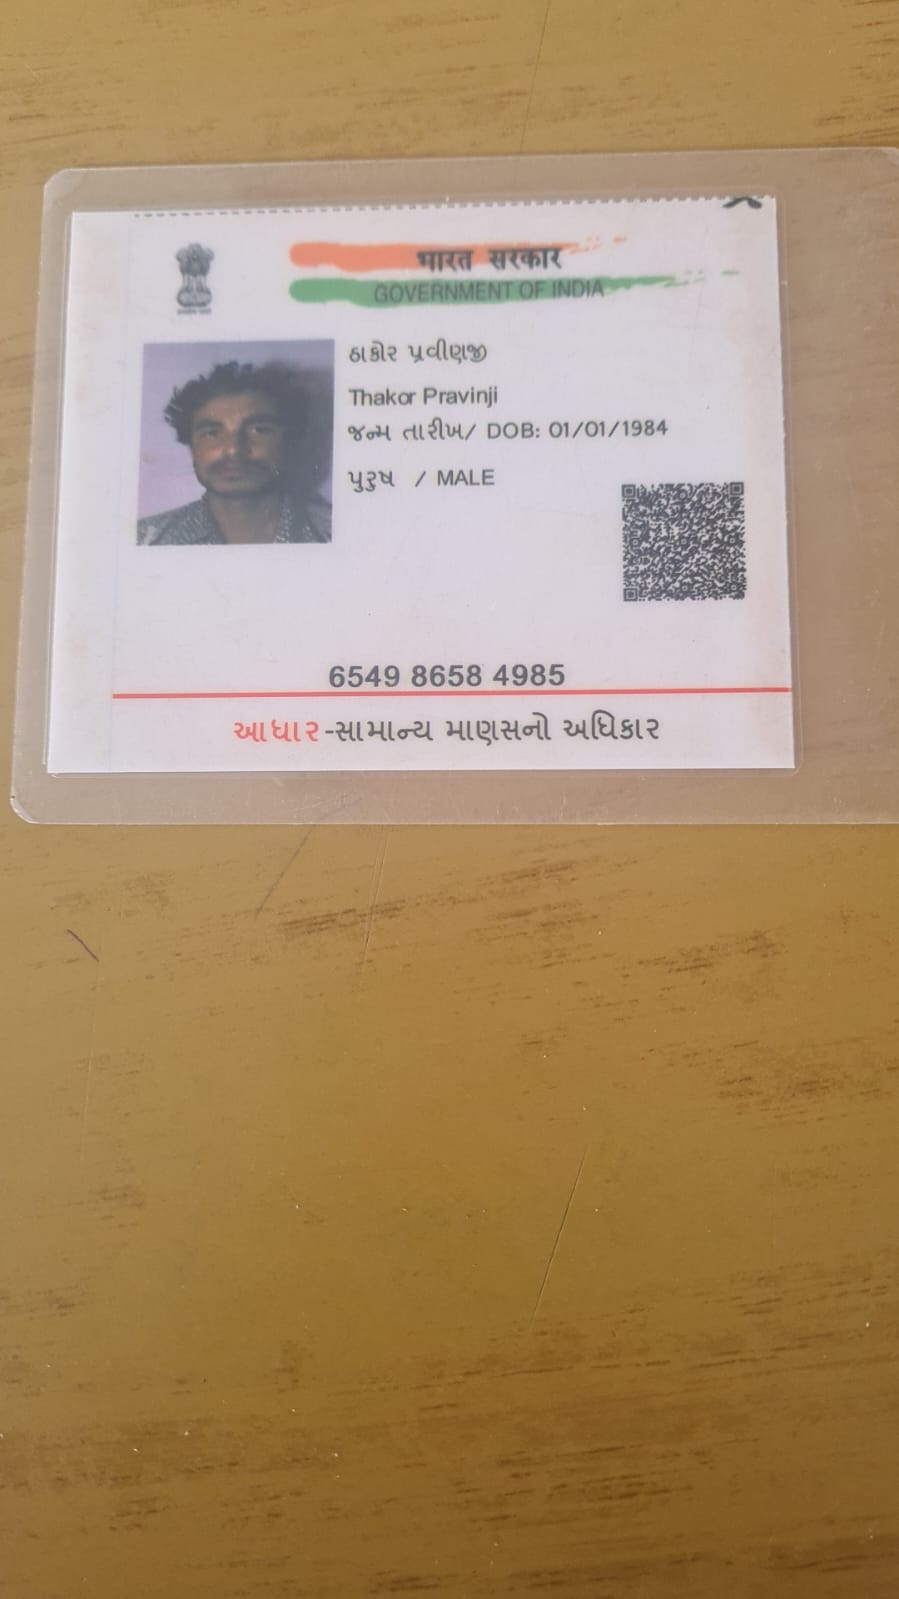 भारत सरकार
GOVERNMENT OF INDIA
ઠાકોર પ્રવીણજી
Thakor Pravinji
જન્મ તારીખ/ DOB: 01/01/1984
પુરુષ / MALE
6549 8658 4985
આધાર-સામાન્ય માણસનો અધિકાર